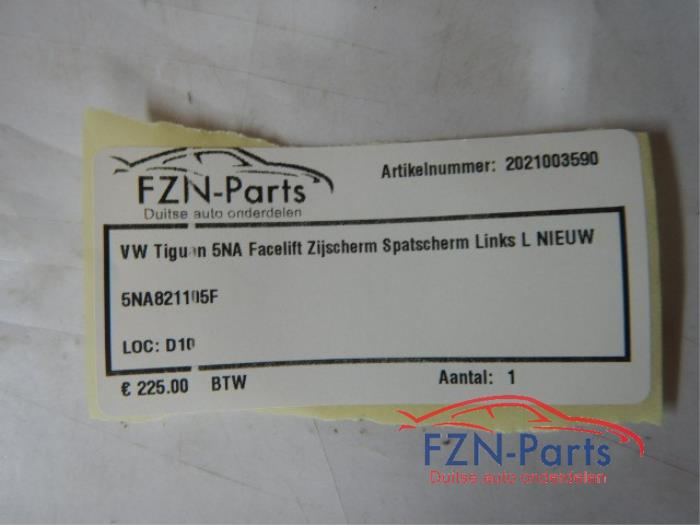 FZN-Parts
Duitse auto onderdelen
Artikelnummer: 2021003590
VW Tiguan 5NA Facelift Zijscherm Spatscherm Links L NIEUW
5NA821105F
LOC: D10
€ 225.00 BTW
Aantal: 1
FZN-Parts
Duitse auto onderdelen